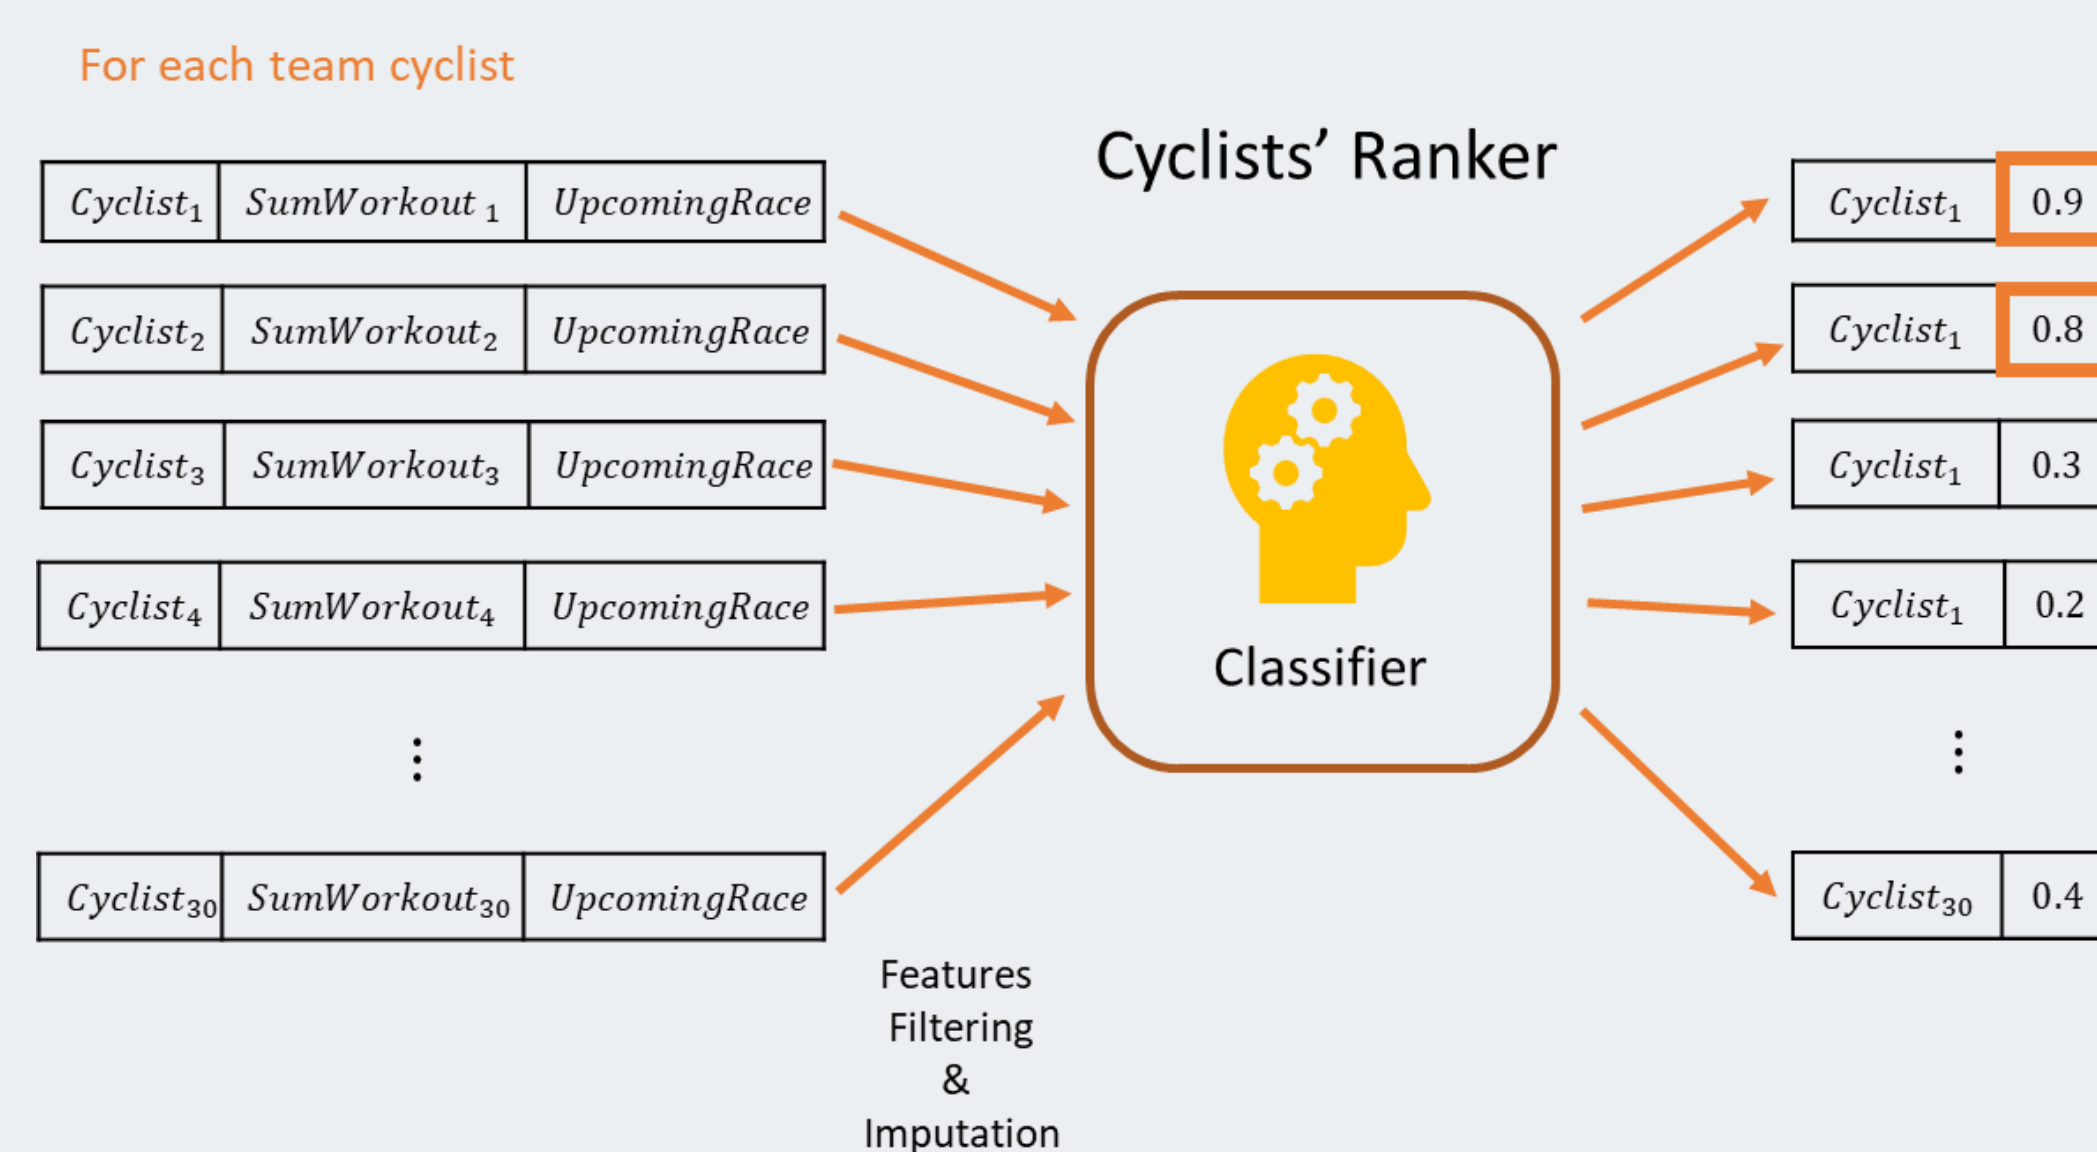 For each team cyclist
Cyclists’ Ranker
Cyclist₁ SumWorkout ₁ UpcomingRace
Cyclist₂ SumWorkout₂ UpcomingRace
Cyclist₃ SumWorkout₃ UpcomingRace
Cyclist₄ SumWorkout₄ UpcomingRace
⋮
Cyclist₃₀ SumWorkout₃₀ UpcomingRace
Features
Filtering
&
Imputation
Classifier
Cyclist₁ 0.9
Cyclist₁ 0.8
Cyclist₁ 0.3
Cyclist₁ 0.2
⋮
Cyclist₃₀ 0.4